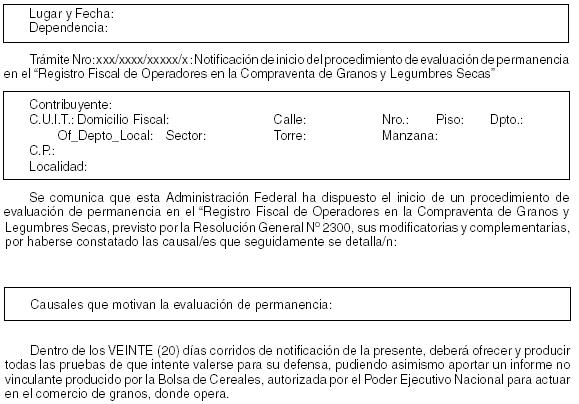 Lugar y Fecha:
Dependencia:
Trámite Nro:xxx/xxxx/xxxxx/x: Notificación de inicio del procedimiento de evaluación de permanencia
en el “Registro Fiscal de Operadores en la Compraventa de Granos y Legumbres Secas”
Contribuyente:
C.U.I.T.: Domicilio Fiscal: Calle: Nro.: Piso: Dpto.:
Of_Depto_Local: Sector: Torre: Manzana:
C.P.:
Localidad:
Se comunica que esta Administración Federal ha dispuesto el inicio de un procedimiento de
evaluación de permanencia en el “Registro Fiscal de Operadores en la Compraventa de Granos y
Legumbres Secas, previsto por la Resolución General Nº 2300, sus modificatorias y complementarias,
por haberse constatado las causal/es que seguidamente se detalla/n:
Causales que motivan la evaluación de permanencia:
Dentro de los VEINTE (20) días corridos de notificación de la presente, deberá ofrecer y producir
todas las pruebas de que intente valerse para su defensa, pudiendo asimismo aportar un informe no
vinculante producido por la Bolsa de Cereales, autorizada por el Poder Ejecutivo Nacional para actuar
en el comercio de granos, donde opera.